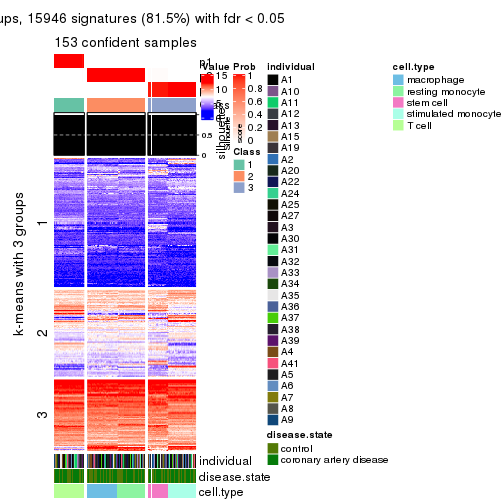 ups, 15946 signatures (81.5%) with fdr < 0.05
153 confident samples
p1
Value
15
10
5
0
Prob
1
0.8
0.6
0.4
0.2
0
0.5
0
silhouette
score
Class
1
2
3
k-means with 3 groups
1
2
3
individual
disease.state
cell.type
individual
A1
A10
A11
A12
A13
A15
A19
A2
A20
A22
A24
A25
A27
A3
A30
A31
A32
A33
A34
A35
A36
A37
A38
A39
A4
A41
A5
A6
A7
A8
A9
disease.state
control
coronary artery disease
cell.type
macrophage
resting monocyte
stem cell
stimulated monocyte
T cell